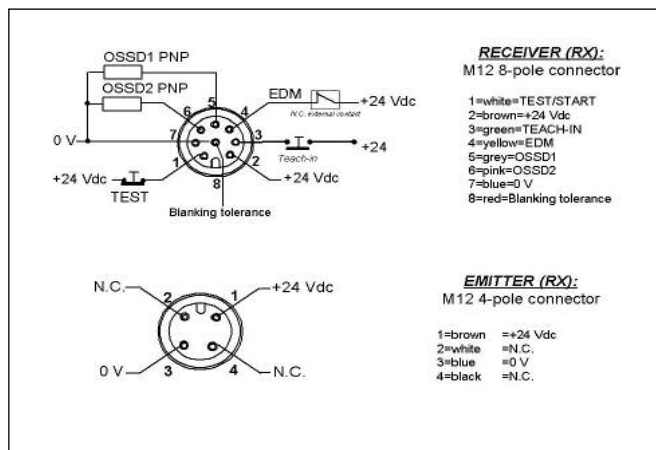 OSSD1 PNP
OSSD2 PNP
5
6
4
EDM
+24 Vdc
N.C. external contact
0 V
7
3
+24
Teach-in
1
2
+24 Vdc
TEST
8
+24 Vdc
Blanking tolerance
RECEIVER (RX):
M12 8-pole connector
1=white=TEST/START
2=brown=+24 Vdc
3=green=TEACH-IN
4=yellow=EDM
5=grey=OSSD1
6=pink=OSSD2
7=blue=0 V
8=red=Blanking tolerance
N.C.
2
1
+24 Vdc
0 V
3
4
N.C.
EMITTER (RX):
M12 4-pole connector
1=brown =+24 Vdc
2=white =N.C.
3=blue =0 V
4=black =N.C.